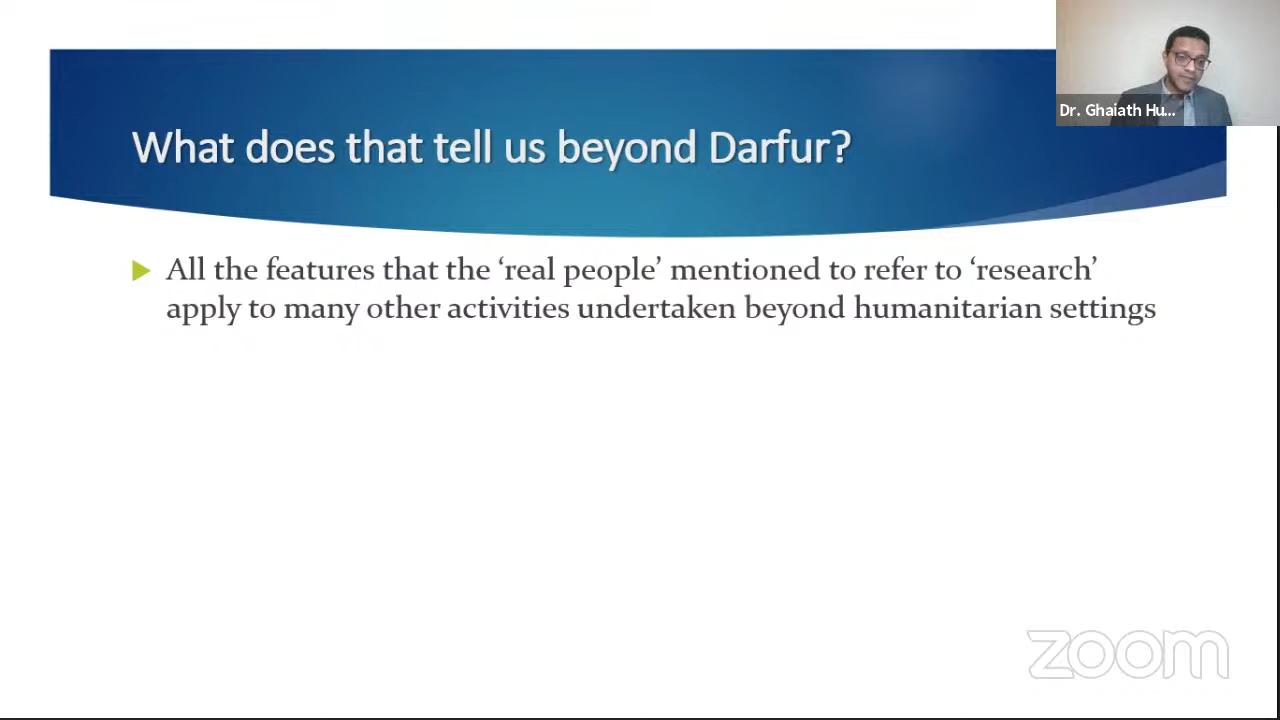 Dr. Ghaiath Hu...
What does that tell us beyond Darfur?
All the features that the ‘real people’ mentioned to refer to ‘research’
apply to many other activities undertaken beyond humanitarian settings
zoom